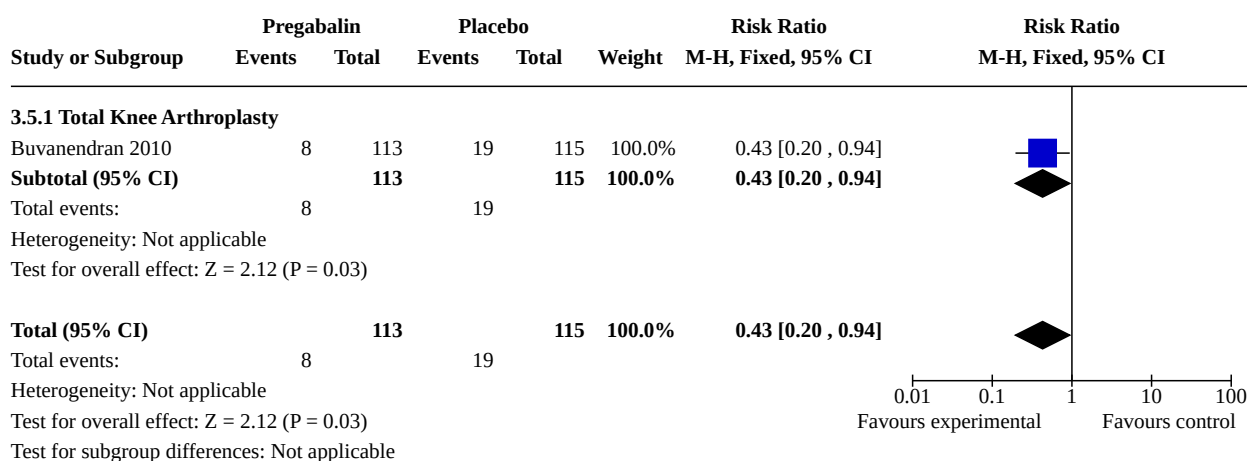 Pregabalin Placebo Risk Ratio Risk Ratio
Study or Subgroup Events Total Events Total Weight M-H, Fixed, 95% CI M-H, Fixed, 95% CI
3.5.1 Total Knee Arthroplasty
Buvanendran 2010 8 113 19 115 100.0% 0.43 [0.20 , 0.94]
Subtotal (95% CI) 113 115 100.0% 0.43 [0.20 , 0.94]
Total events: 8 19
Heterogeneity: Not applicable
Test for overall effect: Z = 2.12 (P = 0.03)
Total (95% CI) 113 115 100.0% 0.43 [0.20 , 0.94]
Total events: 8 19
Heterogeneity: Not applicable 0.01 0.1 1 10 100
Test for overall effect: Z = 2.12 (P = 0.03) Favours experimental Favours control
Test for subgroup differences: Not applicable